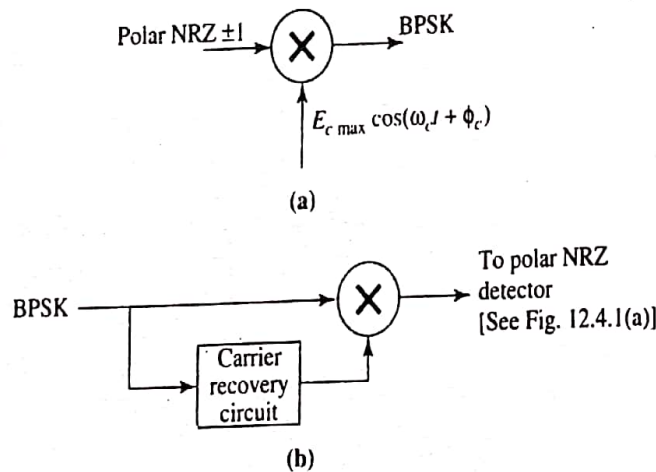 Polar NRZ ±1
BPSK
E_c max cos(ω_c t + ϕ_c)
(a)
BPSK
To polar NRZ
detector
[See Fig. 12.4.1(a)]
Carrier
recovery
circuit
(b)